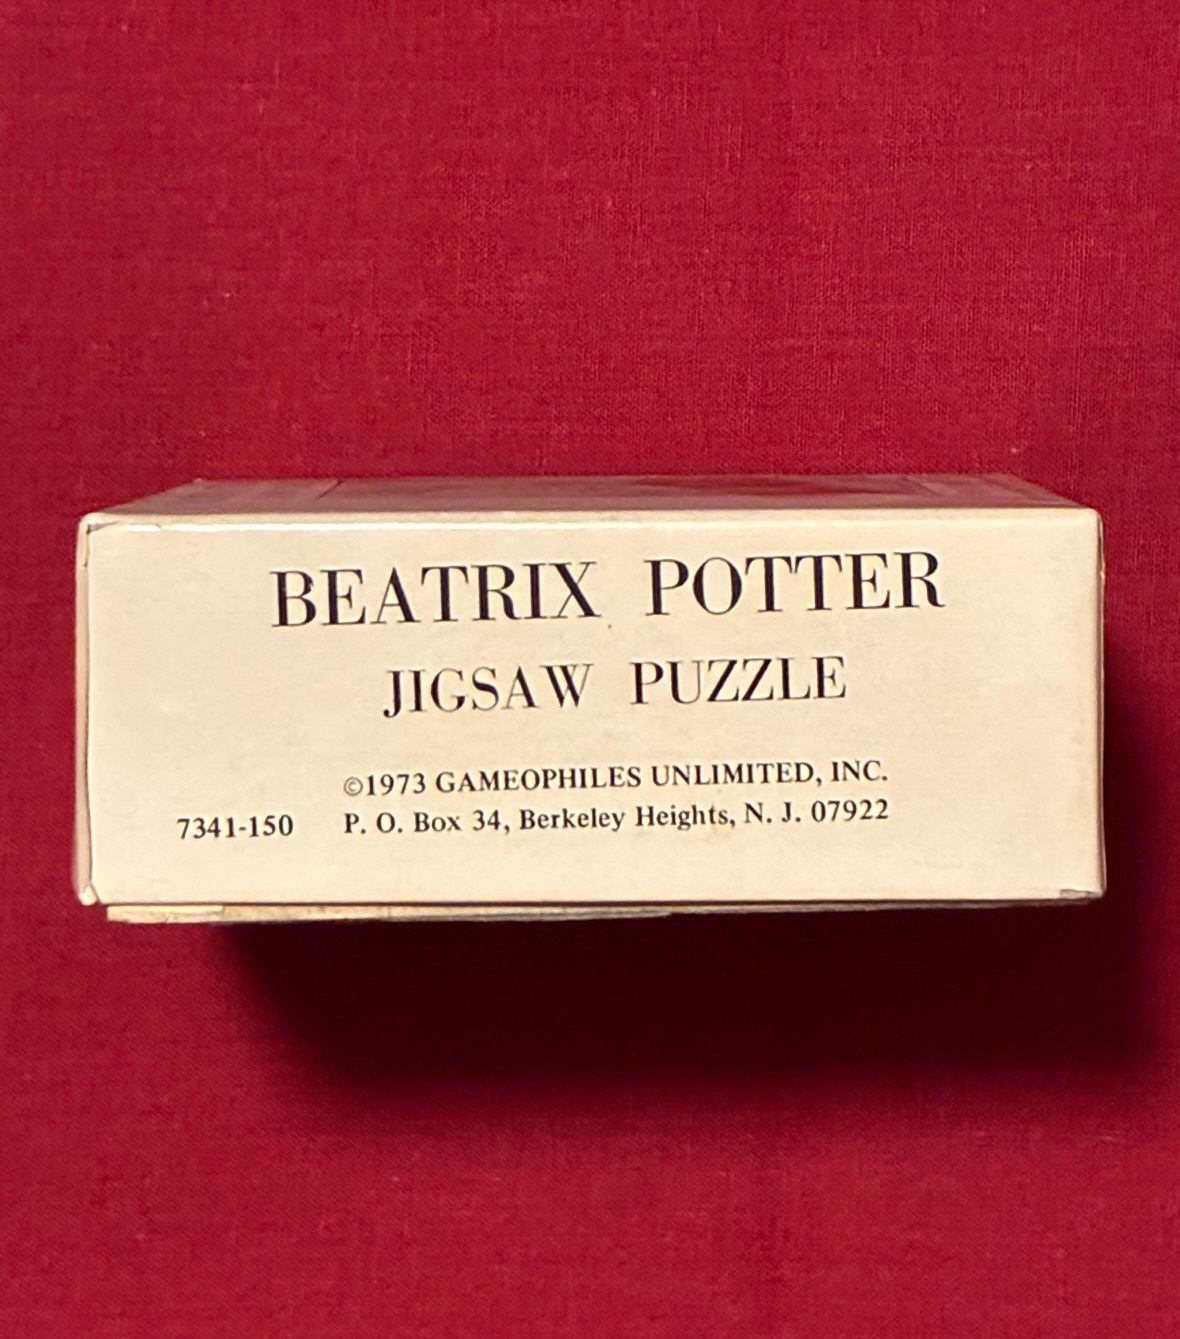 BEATRIX POTTER
JIGSAW PUZZLE
©1973 GAMEOPHILES UNLIMITED, INC.
7341-150 P. O. Box 34, Berkeley Heights, N. J. 07922